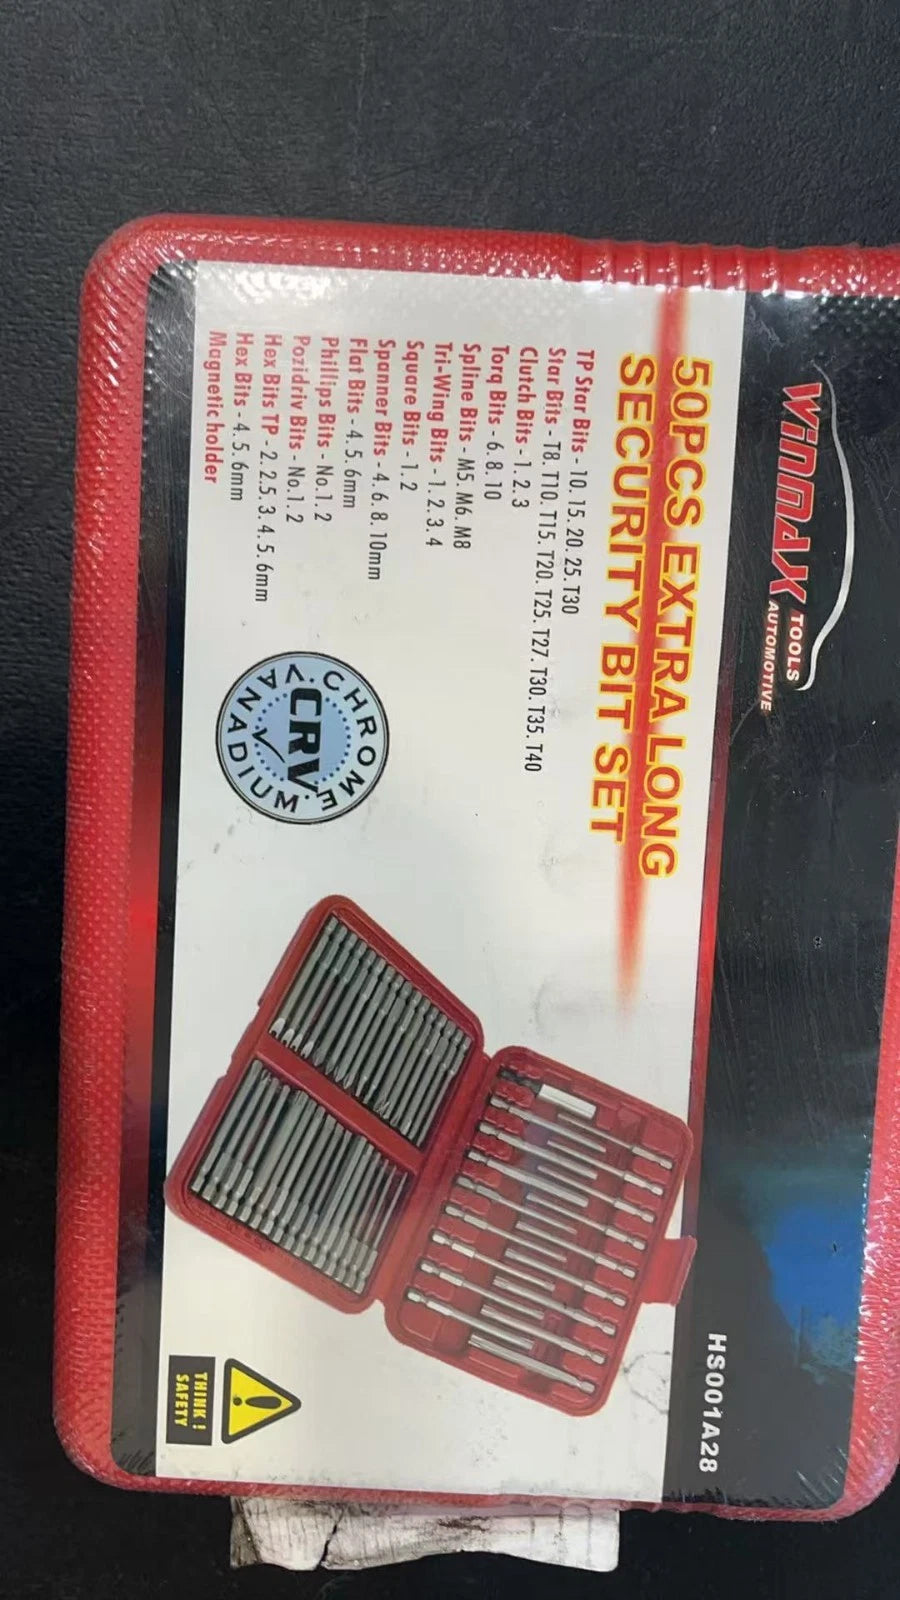 WINDAX
TOOLS
AUTOMOTIVE
50PCS EXTRA LONG
SECURITY BIT SET
HS001A28
TP Star Bits - 10. 15. 20. 25. T30
Star Bits - T8. T10. T15. T20. T25. T27. T30. T35. T40
Clutch Bits - 1. 2. 3
Torq Bits - 6. 8. 10
Spline Bits - M5. M6. M8
Tri-Wing Bits - 1. 2. 3. 4
Square Bits - 1. 2
Spanner Bits - 4. 6. 8. 10mm
Flat Bits - 4. 5. 6mm
Phillips Bits - No.1. 2
Pozidriv Bits - No.1. 2
Hex Bits TP - 2. 2.5. 3. 4. 5. 6mm
Hex Bits - 4. 5. 6mm
Magnetic holder
CHROME
CRV
VANADIUM
THINK !
SAFETY